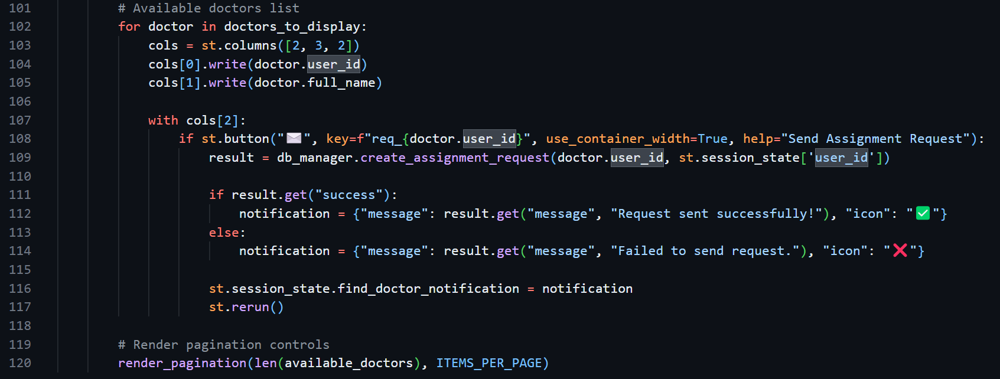 101 # Available doctors list
102 for doctor in doctors_to_display:
103 cols = st.columns([2, 3, 2])
104 cols[0].write(doctor.user_id)
105 cols[1].write(doctor.full_name)
106
107 with cols[2]:
108 if st.button("✉️", key=f"req_{doctor.user_id}", use_container_width=True, help="Send Assignment Request"):
109 result = db_manager.create_assignment_request(doctor.user_id, st.session_state['user_id'])
110
111 if result.get("success"):
112 notification = {"message": result.get("message", "Request sent successfully!"), "icon": "✅"}
113 else:
114 notification = {"message": result.get("message", "Failed to send request."), "icon": "❌"}
115
116 st.session_state.find_doctor_notification = notification
117 st.rerun()
118
119 # Render pagination controls
120 render_pagination(len(available_doctors), ITEMS_PER_PAGE)